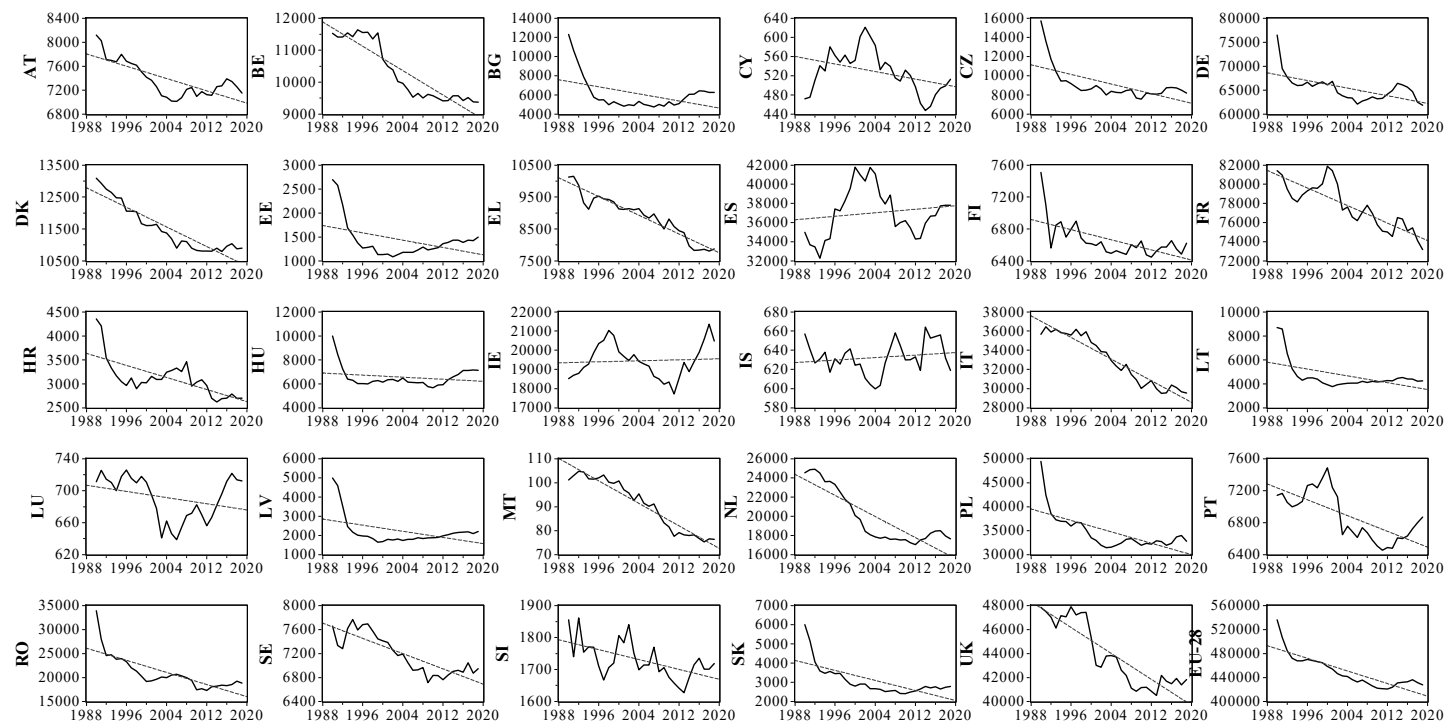 AT
8400
8000
7600
7200
6800
1988 1996 2004 2012 2020
BE
12000
11000
10000
9000
1988 1996 2004 2012 2020
BG
14000
12000
10000
8000
6000
4000
1988 1996 2004 2012 2020
CY
640
600
560
520
480
440
1988 1996 2004 2012 2020
CZ
16000
14000
12000
10000
8000
6000
1988 1996 2004 2012 2020
DE
80000
75000
70000
65000
60000
1988 1996 2004 2012 2020
DK
13500
12500
11500
10500
1988 1996 2004 2012 2020
EE
3000
2500
2000
1500
1000
1988 1996 2004 2012 2020
EL
10500
9500
8500
7500
1988 1996 2004 2012 2020
ES
42000
40000
38000
36000
34000
32000
1988 1996 2004 2012 2020
FI
7600
7200
6800
6400
1988 1996 2004 2012 2020
FR
82000
80000
78000
76000
74000
72000
1988 1996 2004 2012 2020
HR
4500
4000
3500
3000
2500
1988 1996 2004 2012 2020
HU
12000
10000
8000
6000
4000
1988 1996 2004 2012 2020
IE
22000
21000
20000
19000
18000
17000
1988 1996 2004 2012 2020
IS
680
660
640
620
600
580
1988 1996 2004 2012 2020
IT
38000
36000
34000
32000
30000
28000
1988 1996 2004 2012 2020
LT
10000
8000
6000
4000
2000
1988 1996 2004 2012 2020
LU
740
700
660
620
1988 1996 2004 2012 2020
LV
6000
5000
4000
3000
2000
1000
1988 1996 2004 2012 2020
MT
110
100
90
80
70
1988 1996 2004 2012 2020
NL
26000
24000
22000
20000
18000
16000
1988 1996 2004 2012 2020
PL
50000
45000
40000
35000
30000
1988 1996 2004 2012 2020
PT
7600
7200
6800
6400
1988 1996 2004 2012 2020
RO
35000
30000
25000
20000
15000
1988 1996 2004 2012 2020
SE
8000
7600
7200
6800
6400
1988 1996 2004 2012 2020
SI
1900
1800
1700
1600
1988 1996 2004 2012 2020
SK
7000
6000
5000
4000
3000
2000
1988 1996 2004 2012 2020
UK
48000
46000
44000
42000
40000
1988 1996 2004 2012 2020
EU-28
560000
520000
480000
440000
400000
1988 1996 2004 2012 2020